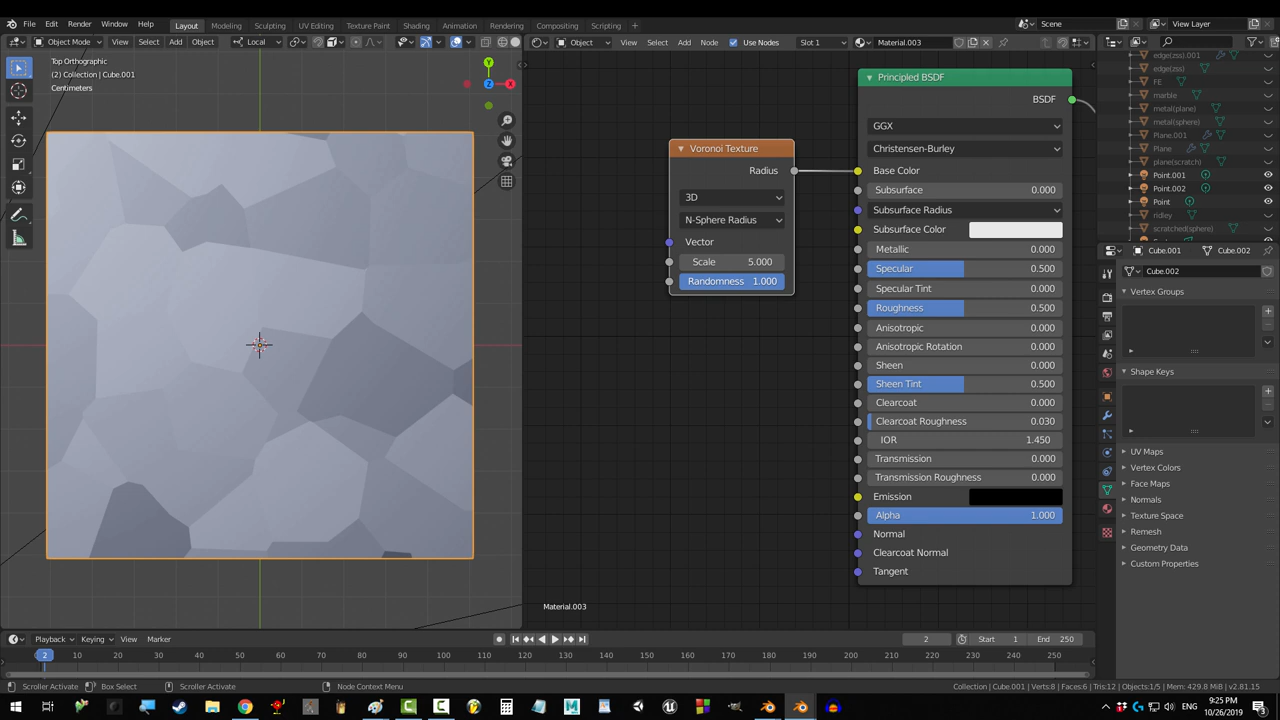 File Edit Render Window Help Layout Modeling Sculpting UV Editing Texture Paint Shading Animation Rendering Compositing Scripting + Scene View Layer
Object Mode View Select Add Object Local Object View Select Add Node Use Nodes Slot 1 Material.003
Top Orthographic
(2) Collection | Cube.001
Centimeters
Y
X
Z
Voronoi Texture
Radius
3D
N-Sphere Radius
Vector
Scale 5.000
Randomness 1.000
Principled BSDF
BSDF
GGX
Christensen-Burley
Base Color
Subsurface 0.000
Subsurface Radius
Subsurface Color
Metallic 0.000
Specular 0.500
Specular Tint 0.000
Roughness 0.500
Anisotropic 0.000
Anisotropic Rotation 0.000
Sheen 0.000
Sheen Tint 0.500
Clearcoat 0.000
Clearcoat Roughness 0.030
IOR 1.450
Transmission 0.000
Transmission Roughness 0.000
Emission
Alpha 1.000
Normal
Clearcoat Normal
Tangent
Material.003
edge(zss).001
edge(zss)
FE
marble
metal(plane)
metal(sphere)
Plane.001
Plane
plane(scratch)
Point.001
Point.002
Point
ridley
scratched(sphere)
Cube.001 Cube.002
Cube.002
Vertex Groups
Shape Keys
UV Maps
Vertex Colors
Face Maps
Normals
Texture Space
Remesh
Geometry Data
Custom Properties
Playback Keying View Marker 2 Start 1 End 250
2 10 20 30 40 50 60 70 80 90 100 110 120 130 140 150 160 170 180 190 200 210 220 230 240 250
Scroller Activate Box Select Scroller Activate Node Context Menu Collection | Cube.001 | Verts:8 | Faces:6 | Tris:12 | Objects:1/5 | Mem: 429.8 MiB | v2.81.15
9:25 PM
10/26/2019